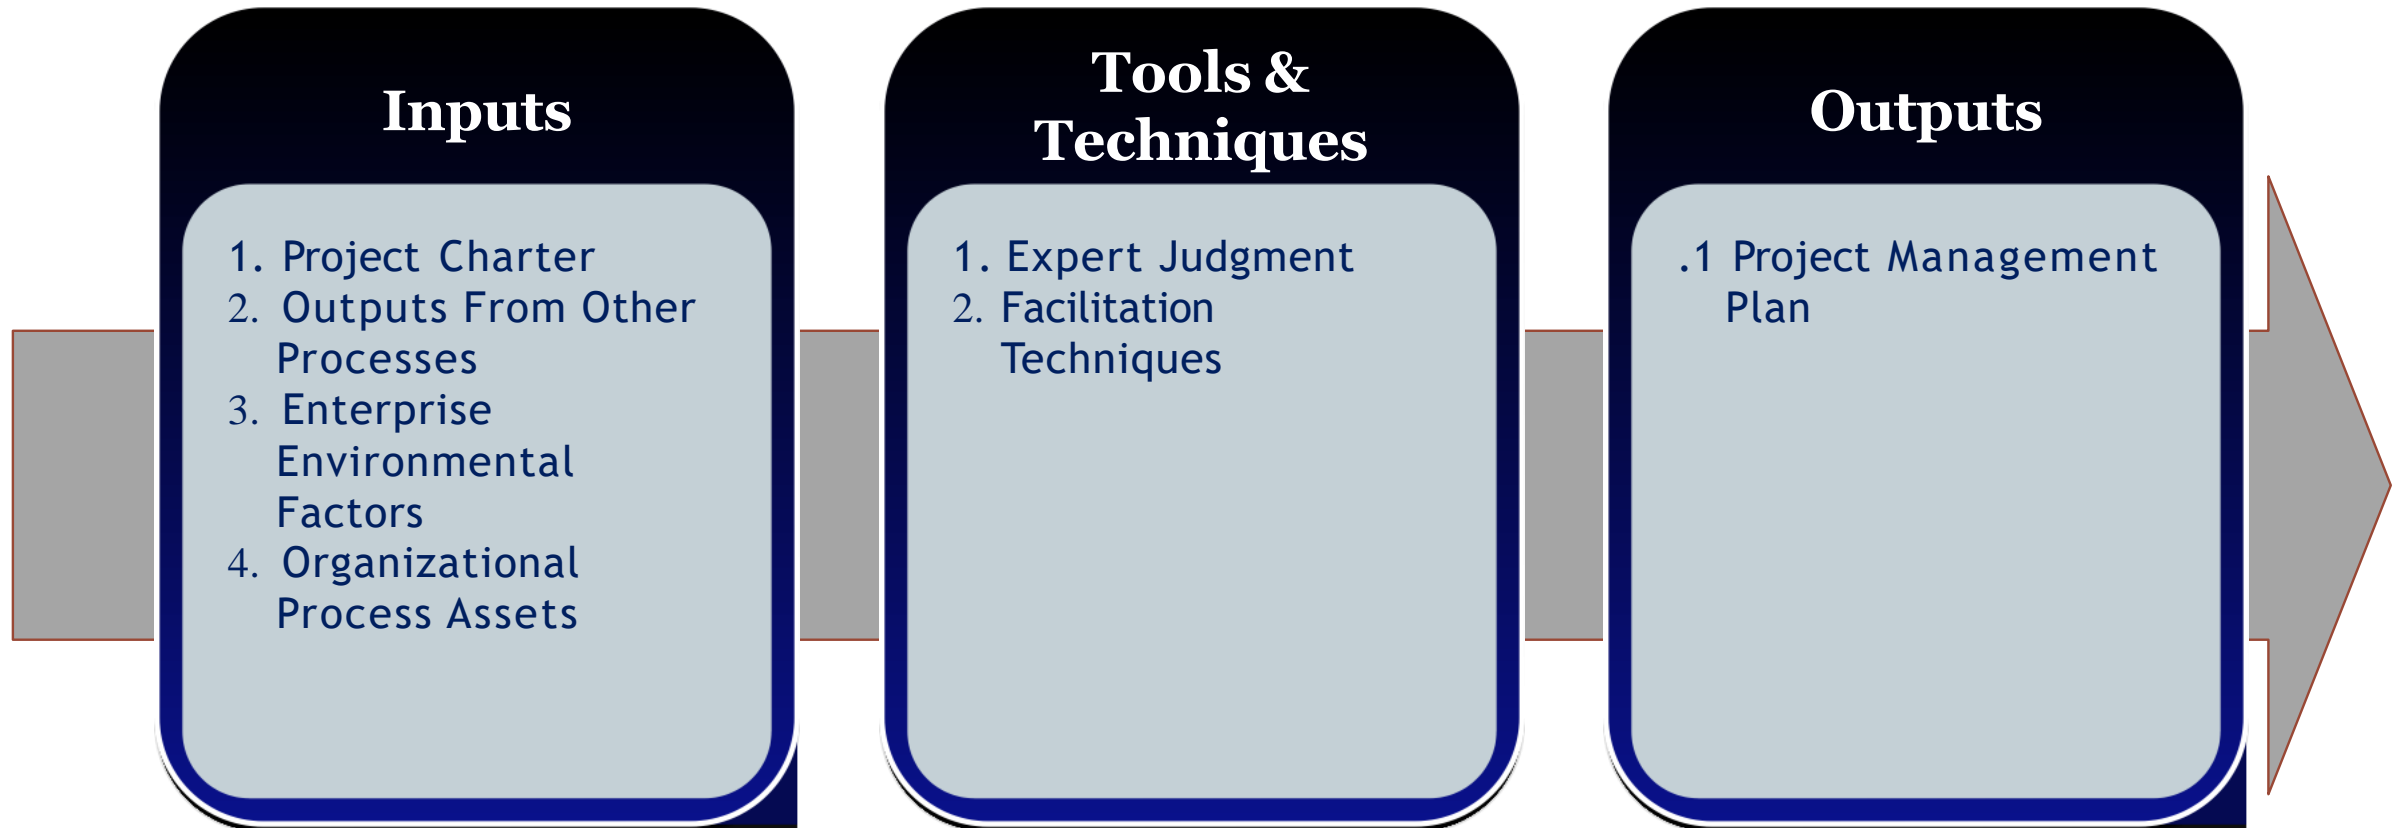 Inputs
1. Project Charter
2. Outputs From Other
Processes
3. Enterprise
Environmental
Factors
4. Organizational
Process Assets
Tools &
Techniques
1. Expert Judgment
2. Facilitation
Techniques
Outputs
.1 Project Management
Plan